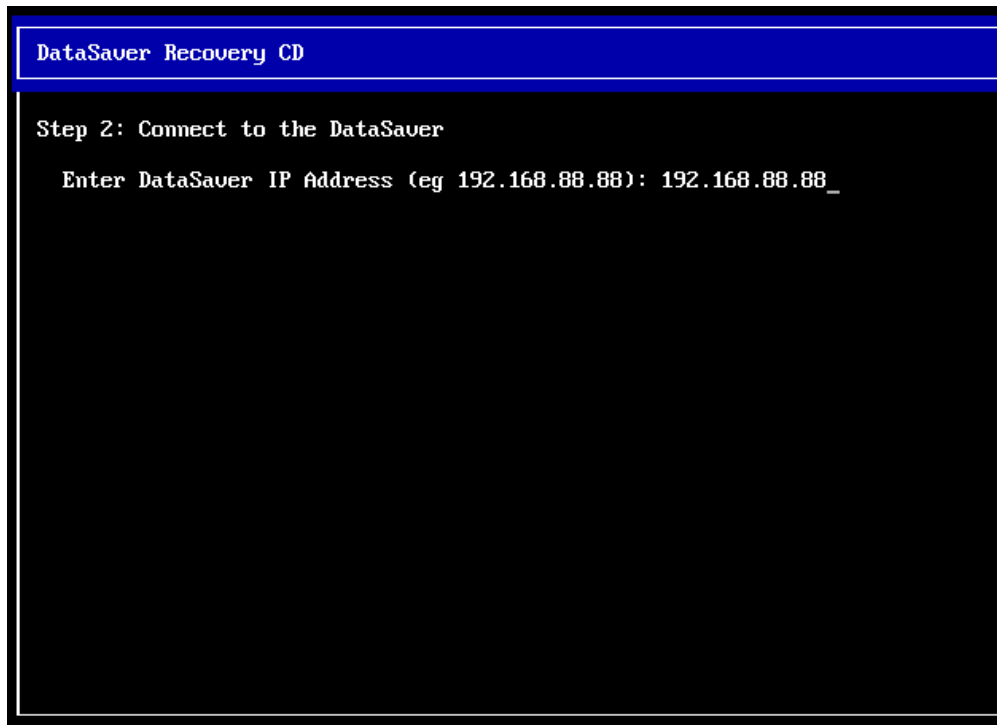 DataSaver Recovery CD
Step 2: Connect to the DataSaver
Enter DataSaver IP Address (eg 192.168.88.88): 192.168.88.88_